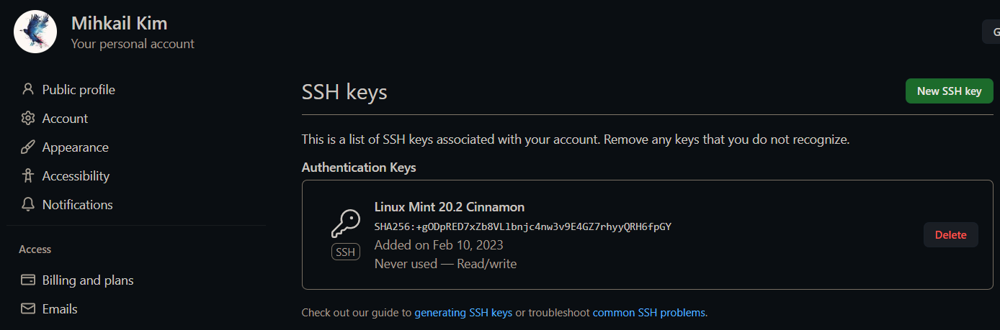 Mihkail Kim
Your personal account
G
Public profile
Account
Appearance
Accessibility
Notifications
Access
Billing and plans
Emails
SSH keys
New SSH key
This is a list of SSH keys associated with your account. Remove any keys that you do not recognize.
Authentication Keys
SSH
Linux Mint 20.2 Cinnamon
SHA256:+gODpRED7xZb8VLlbnjc4nw3v9E4GZ7rhyyQRH6fpGY
Added on Feb 10, 2023
Never used — Read/write
Delete
Check out our guide to generating SSH keys or troubleshoot common SSH problems.